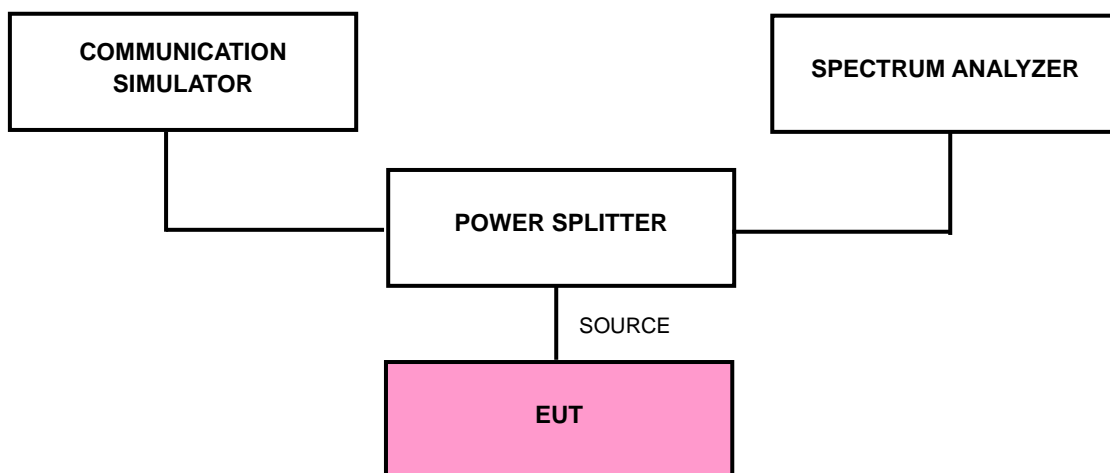 COMMUNICATION
SIMULATOR
SPECTRUM ANALYZER
POWER SPLITTER
SOURCE
EUT